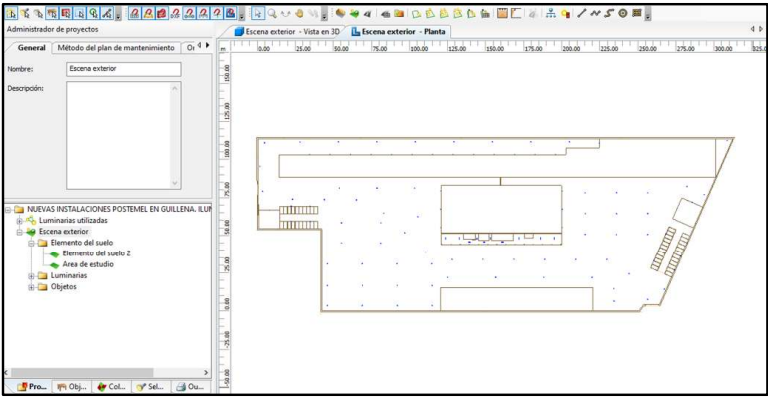 Administrador de proyectos
Escena exterior - Vista en 3D
Escena exterior - Planta
General
Método del plan de mantenimiento
m
0.00
25.00
50.00
75.00
100.00
125.00
150.00
175.00
200.00
225.00
250.00
275.00
300.00
Nombre:
Escena exterior
Descripción:
150.00
125.00
100.00
75.00
50.00
25.00
0.00
-25.00
-50.00
NUEVAS INSTALACIONES POSTEMEL EN GUILLENA. ILUM
Luminarias utilizadas
Escena exterior
Elemento del suelo
Elemento del suelo 2
Area de estudio
Luminarias
Objetos
Pro...
Obj...
Col...
Sel...
Ou...